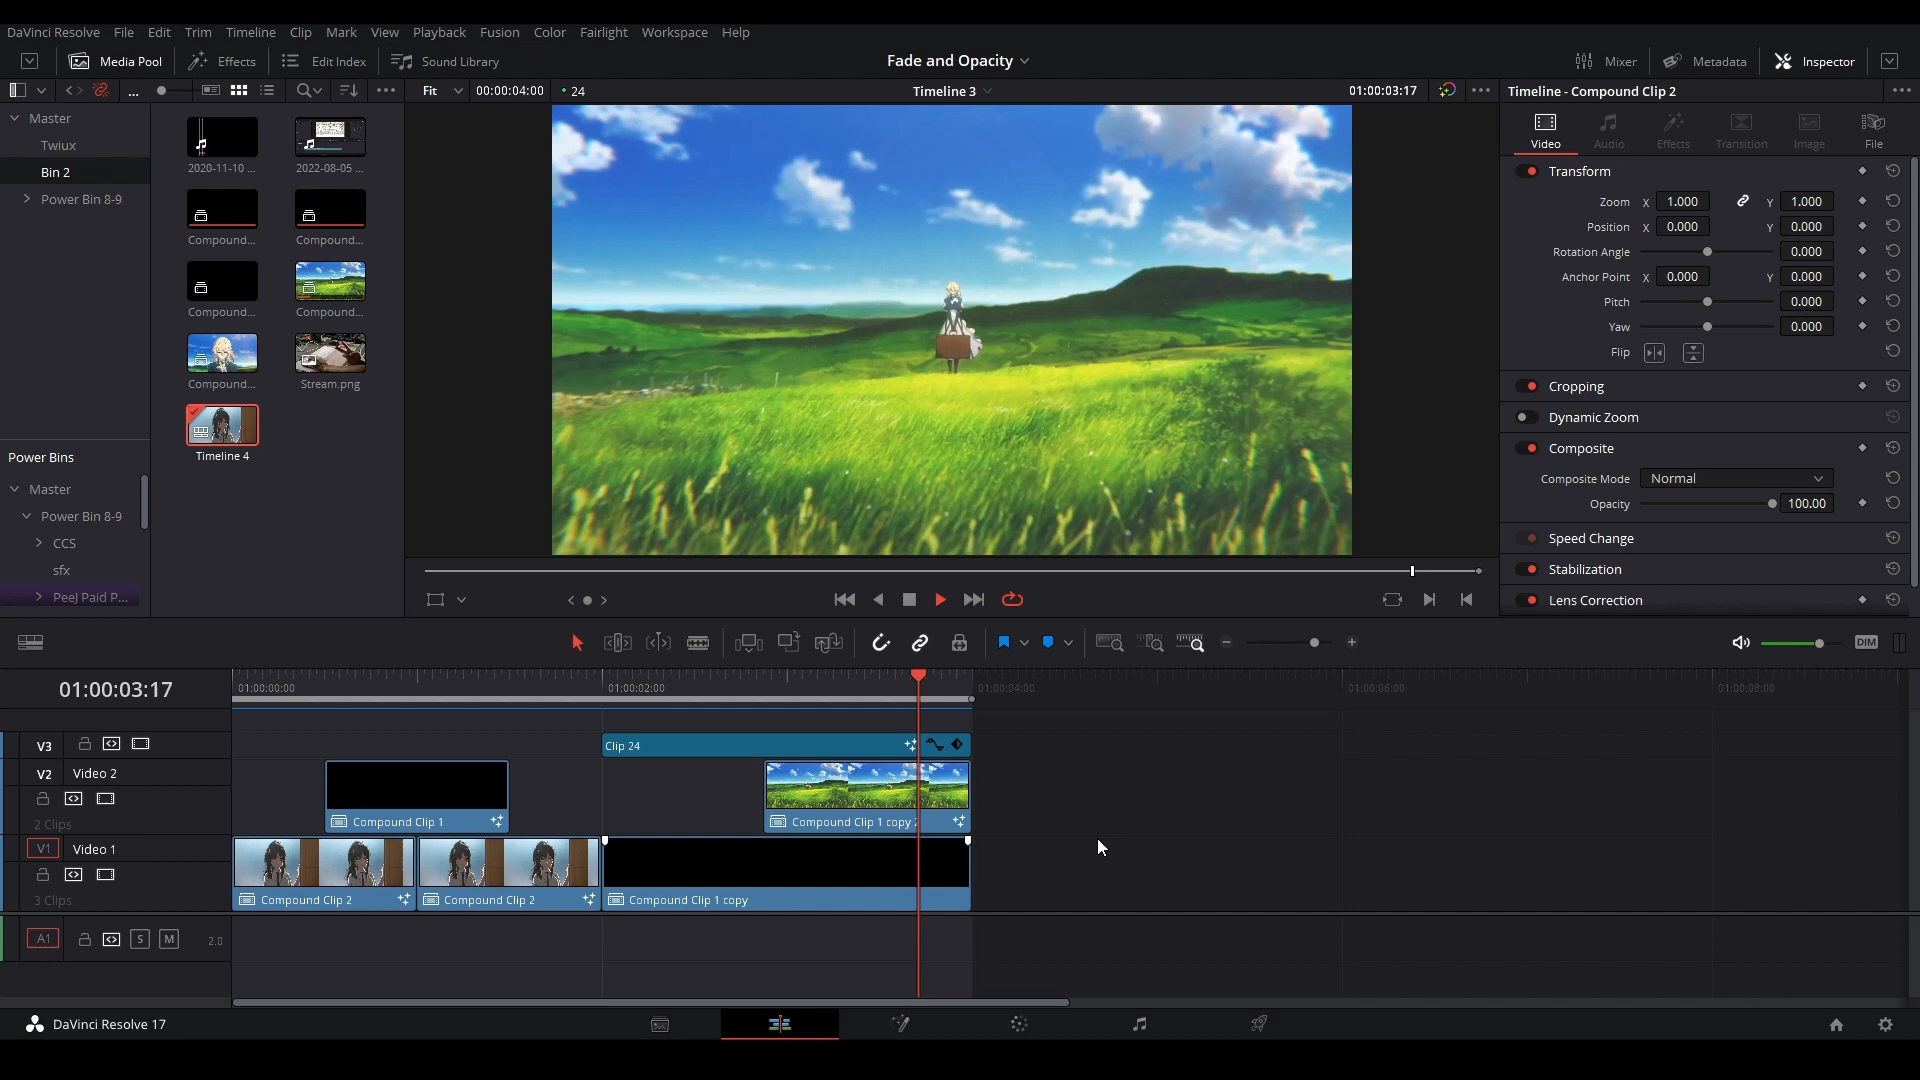 DaVinci Resolve File Edit Trim Timeline Clip Mark View Playback Fusion Color Fairlight Workspace Help
Media Pool Effects Edit Index Sound Library Fade and Opacity Mixer Metadata Inspector
... Fit 00:00:04:00 24 Timeline 3 01:00:03:17 Timeline - Compound Clip 2
Master
Twiux
Bin 2
Power Bin 8-9
2020-11-10 ... 2022-08-05 ...
Compound... Compound...
Compound... Compound...
Compound... Stream.png
Timeline 4
Power Bins
Master
Power Bin 8-9
CCS
sfx
PeeJ Paid P...
Video Audio Effects Transition Image File
Transform
Zoom X 1.000 Y 1.000
Position X 0.000 Y 0.000
Rotation Angle 0.000
Anchor Point X 0.000 Y 0.000
Pitch 0.000
Yaw 0.000
Flip
Cropping
Dynamic Zoom
Composite
Composite Mode Normal
Opacity 100.00
Speed Change
Stabilization
Lens Correction
DIM
01:00:03:17 01:00:00:00 01:00:02:00 01:00:04:00 01:00:06:00 01:00:08:00
V3 Clip 24
V2 Video 2
2 Clips Compound Clip 1 Compound Clip 1 copy 2
V1 Video 1
3 Clips Compound Clip 2 Compound Clip 2 Compound Clip 1 copy
A1 S M 2.0
DaVinci Resolve 17